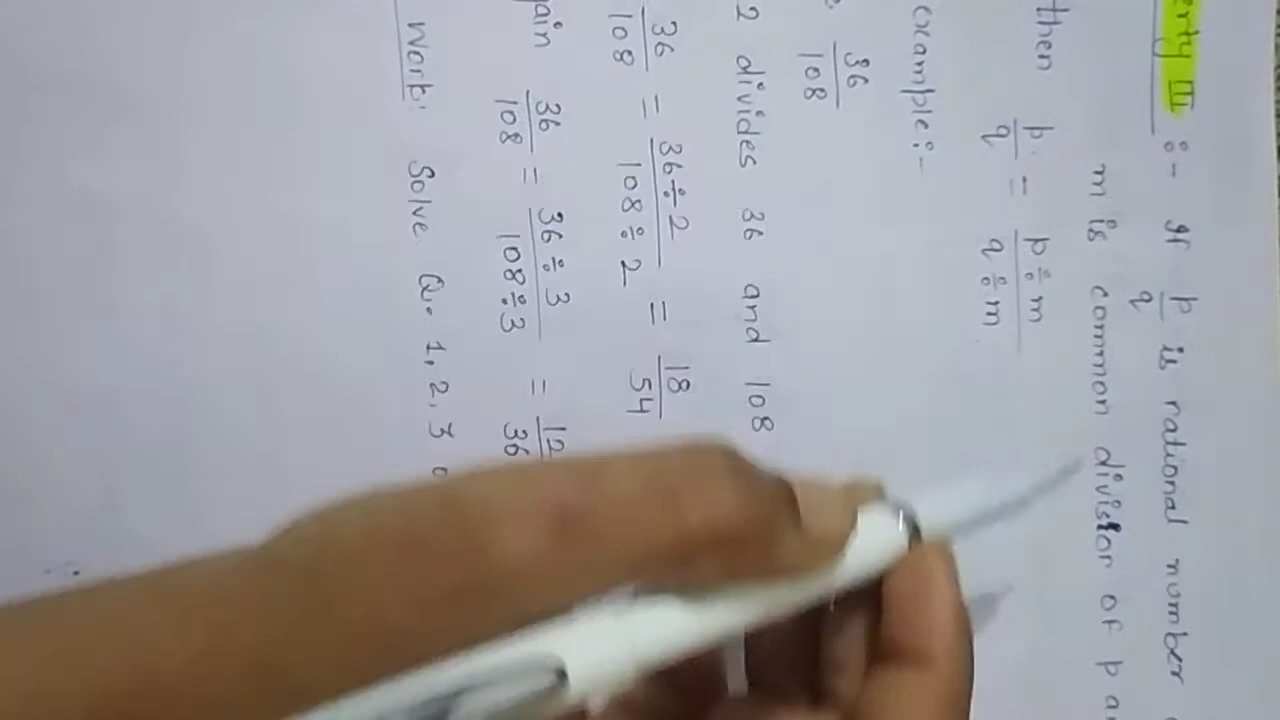 erty III :- If p/q is rational number
m is common divisior of p
then p/q = p÷m/q÷m
example:-
36/108
2 divides 36 and 108
36/108 = 36÷2/108÷2 = 18/54
gain 36/108 = 36÷3/108÷3 = 12/36
Work: Solve Q. 1, 2, 3